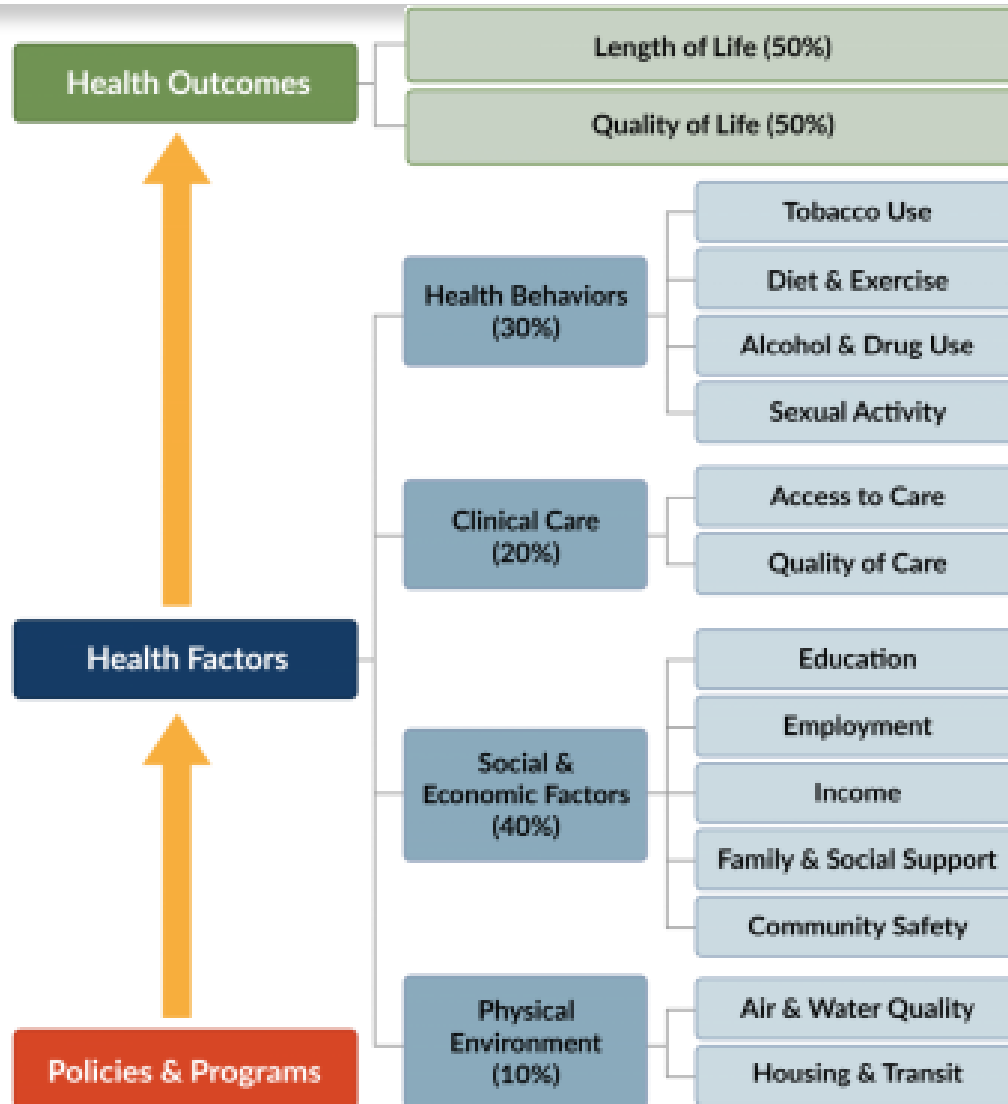 Health Outcomes
Length of Life (50%)
Quality of Life (50%)
Health Factors
Health Behaviors
(30%)
Tobacco Use
Diet & Exercise
Alcohol & Drug Use
Sexual Activity
Clinical Care
(20%)
Access to Care
Quality of Care
Social &
Economic Factors
(40%)
Education
Employment
Income
Family & Social Support
Community Safety
Physical
Environment
(10%)
Air & Water Quality
Housing & Transit
Policies & Programs